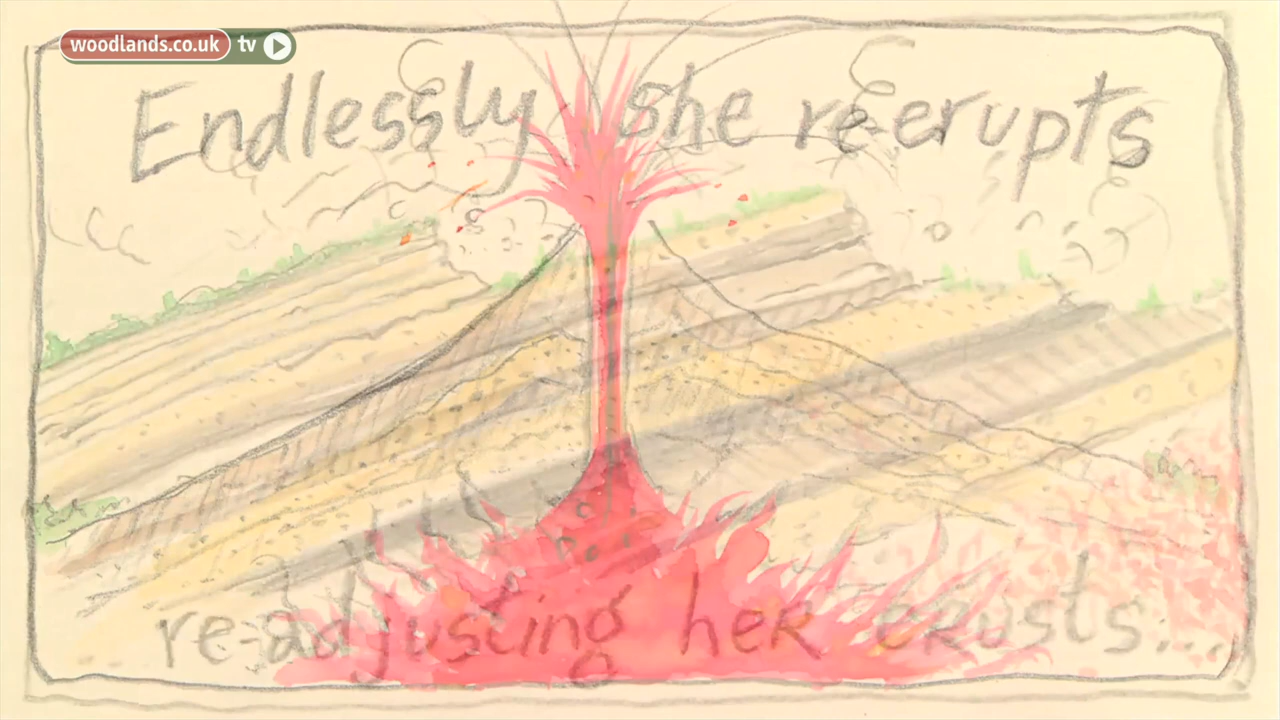 woodlands.co.uk tv
Endlessly she re-erupts
re-adjusting her crusts...